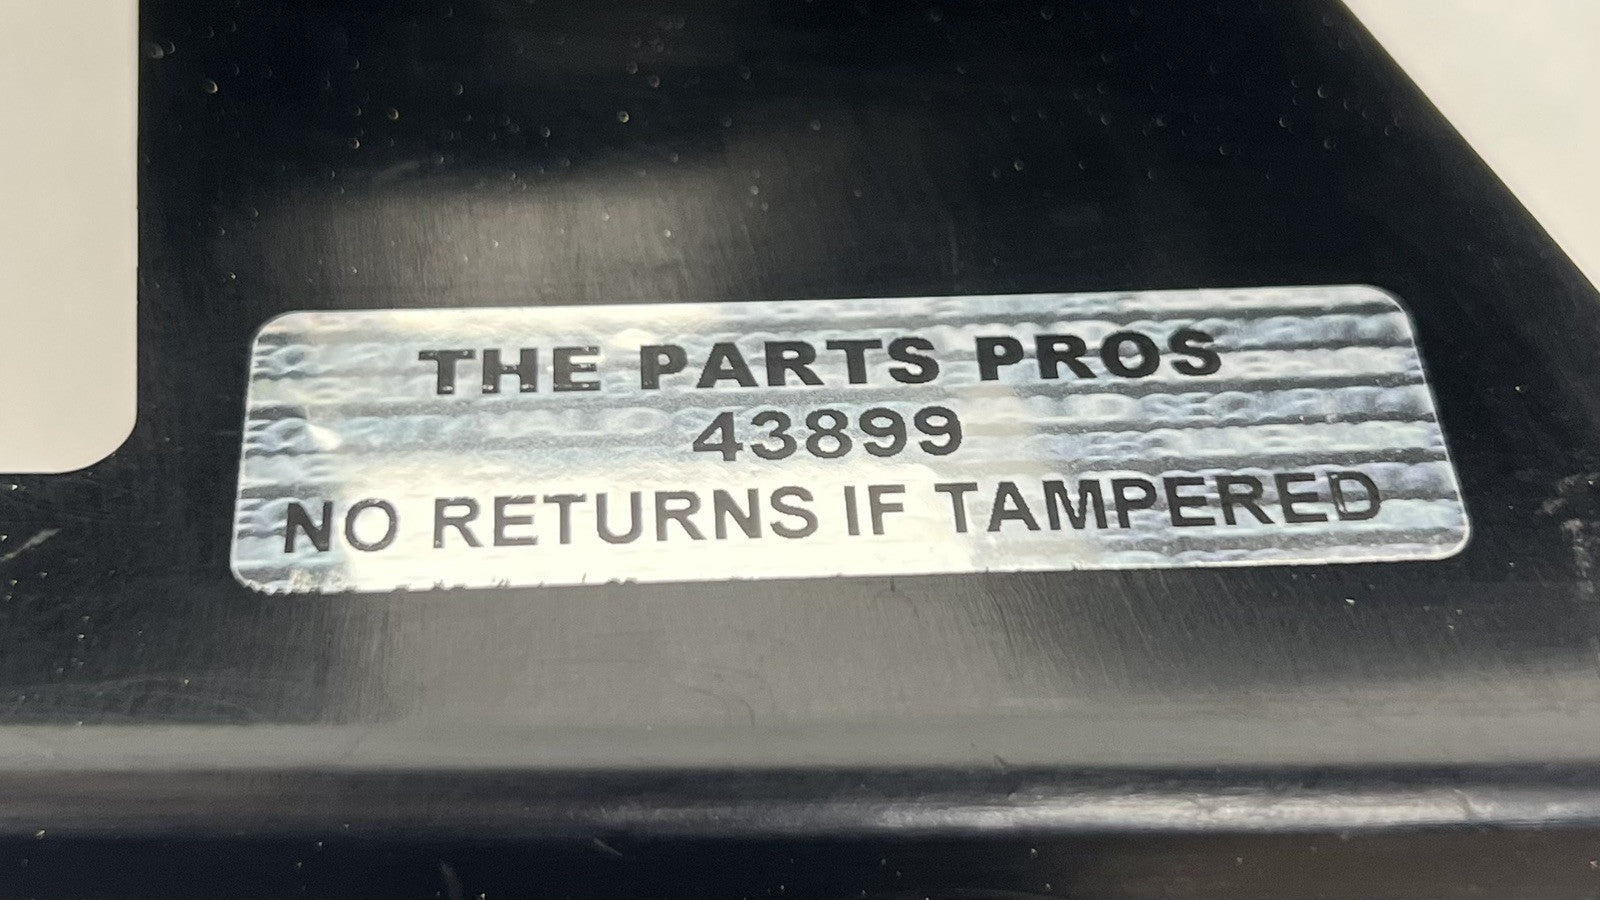 THE PARTS PROS
43899
NO RETURNS IF TAMPERED